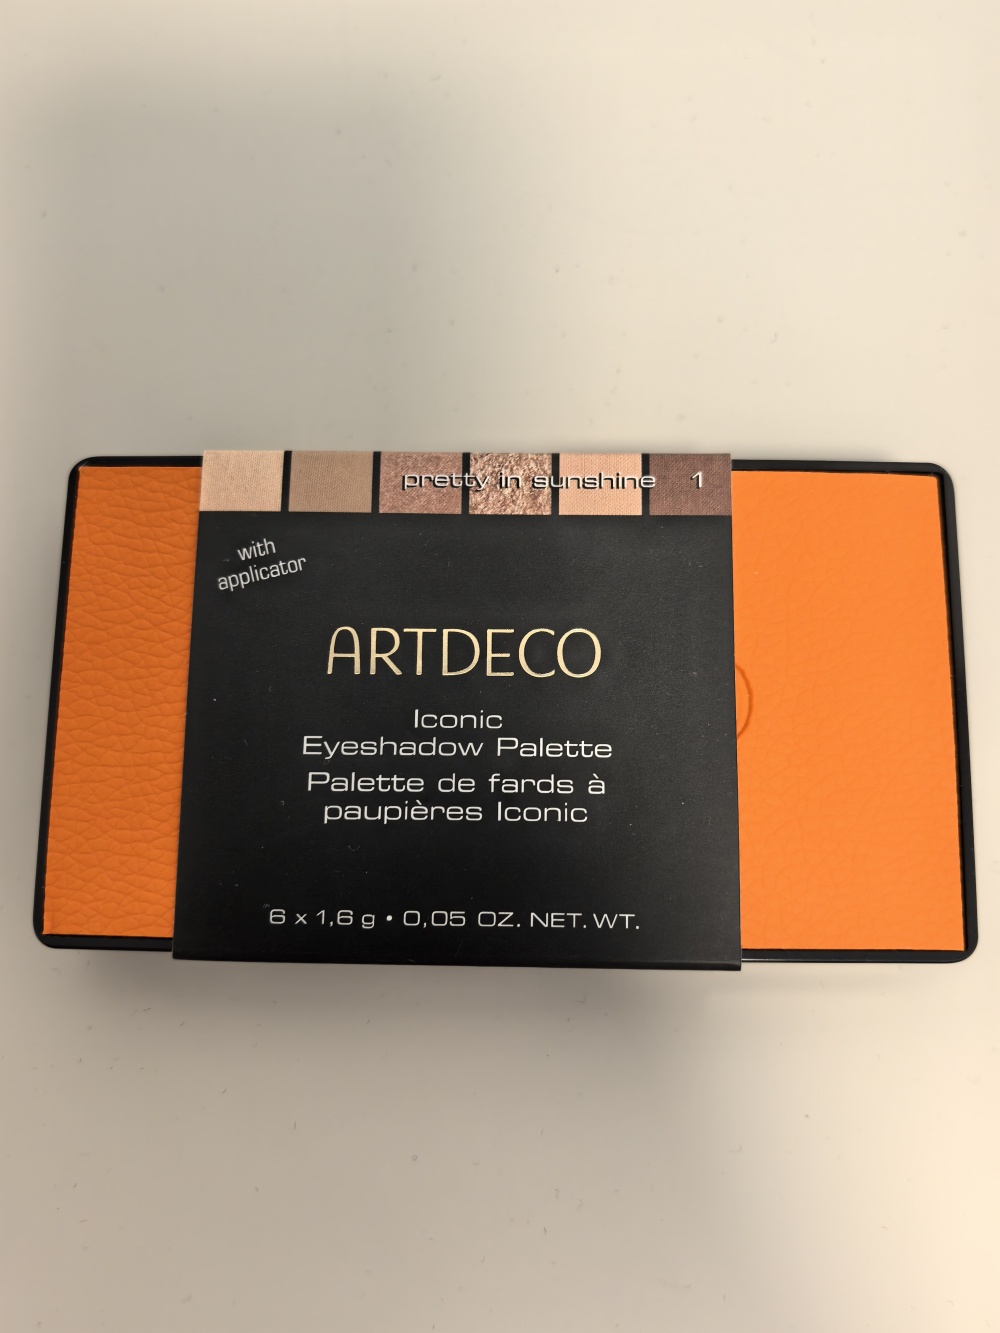 pretty in sunshine 1
with
applicator
ARTDECO
Iconic
Eyeshadow Palette
Palette de fards à
paupières Iconic
6 x 1,6 g • 0,05 OZ. NET. WT.